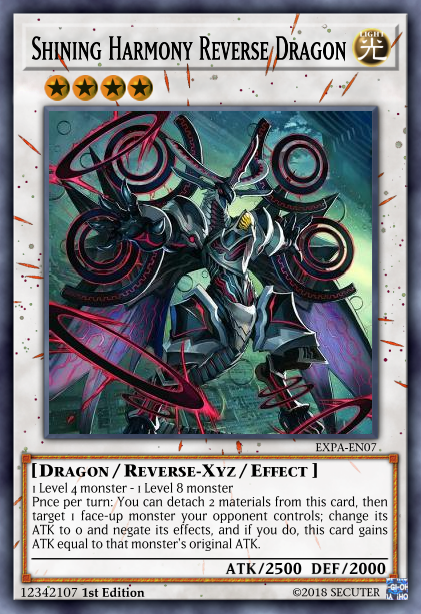 SHINING HARMONY REVERSE DRAGON
LIGHT
光
EXPA-EN07
[DRAGON / REVERSE-XYZ / EFFECT ]
1 Level 4 monster - 1 Level 8 monster
Pnce per turn: You can detach 2 materials from this card, then
target 1 face-up monster your opponent controls; change its
ATK to 0 and negate its effects, and if you do, this card gains
ATK equal to that monster's original ATK.
ATK/2500 DEF/2000
12342107 1st Edition
©2018 SECUTER